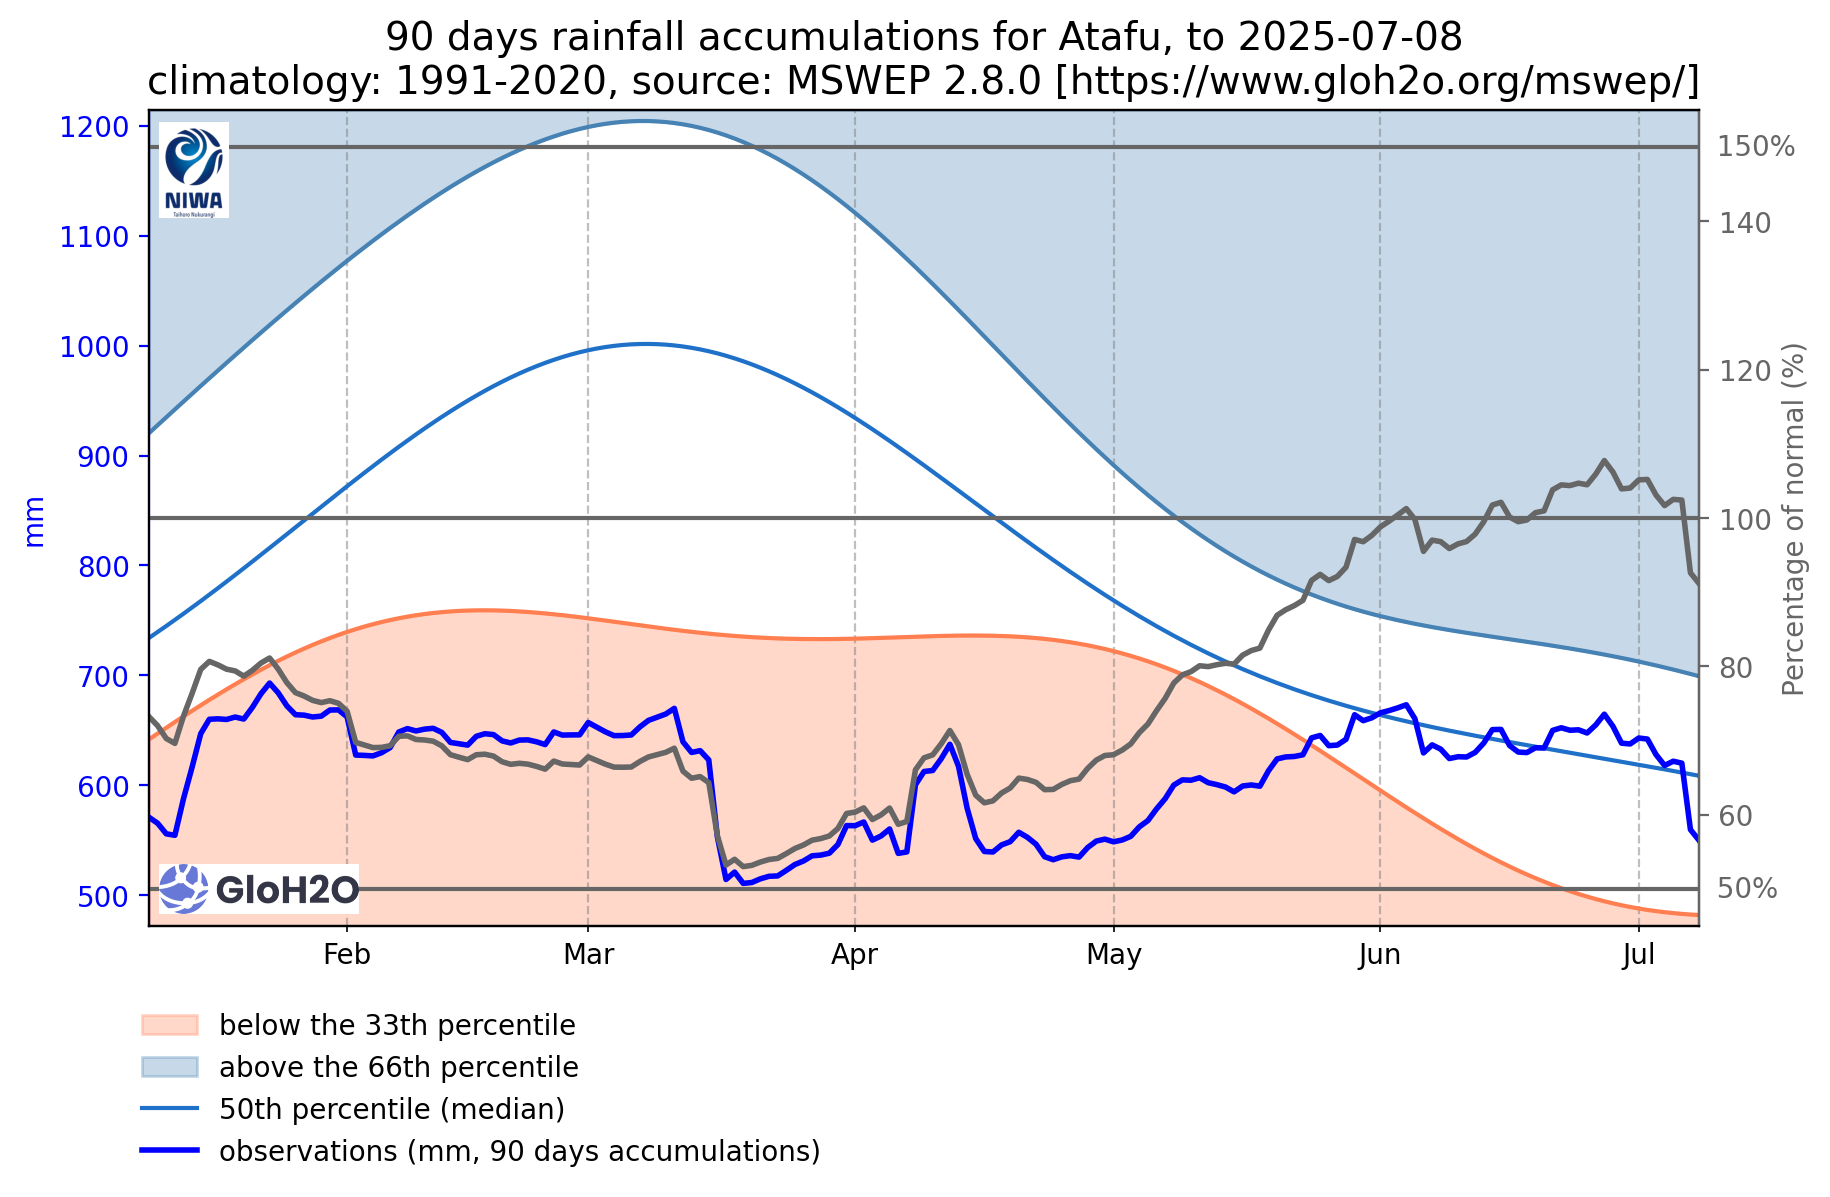 90 days rainfall accumulations for Atafu, to 2025-07-08
climatology: 1991-2020, source: MSWEP 2.8.0 [https://www.gloh2o.org/mswep/]
1200
1100
1000
900
800
700
600
500
mm
150%
140
120
100
80
60
50%
Percentage of normal (%)
NIWA
Taihoro Nukurangi
GloH2O
Feb
Mar
Apr
May
Jun
Jul
below the 33th percentile
above the 66th percentile
50th percentile (median)
observations (mm, 90 days accumulations)